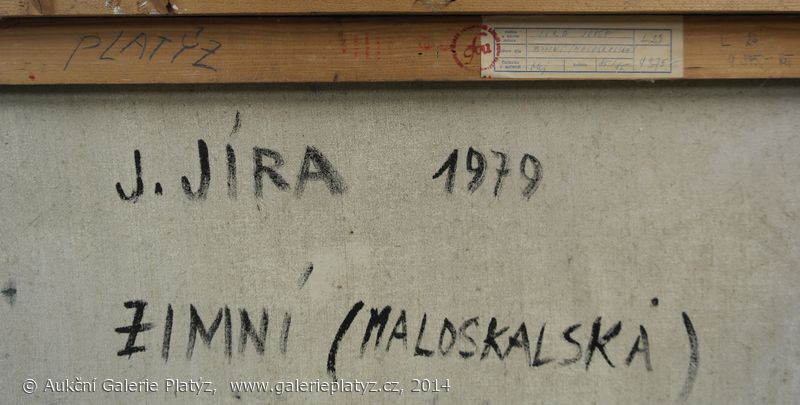 PLATÝZ
J. JÍRA 1979
ZIMNÍ (MALOSKALSKÁ)
© Aukční Galerie Platýz, www.galerieplatyz.cz, 2014